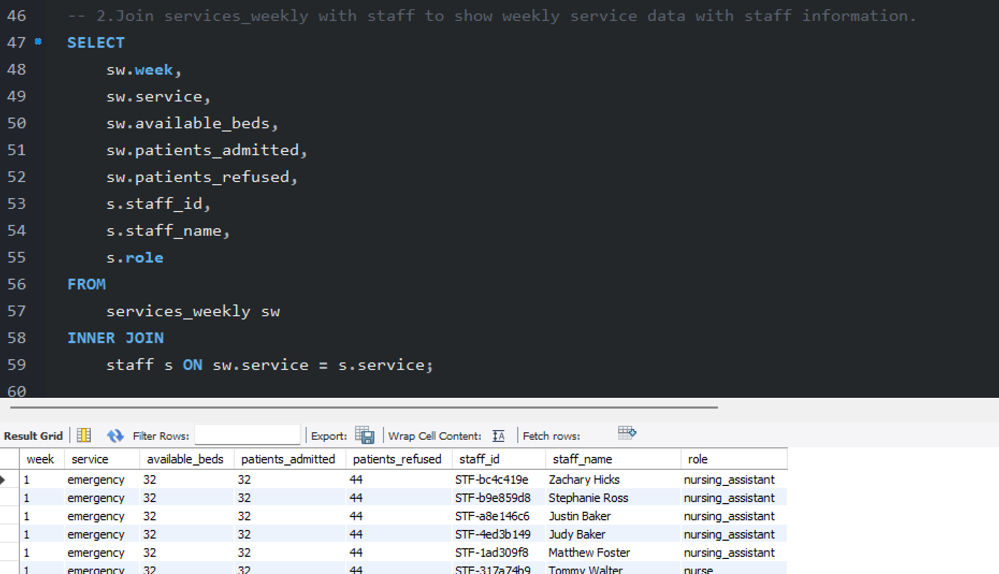 46 -- 2.Join services_weekly with staff to show weekly service data with staff information.
47 SELECT
48 sw.week,
49 sw.service,
50 sw.available_beds,
51 sw.patients_admitted,
52 sw.patients_refused,
53 s.staff_id,
54 s.staff_name,
55 s.role
56 FROM
57 services_weekly sw
58 INNER JOIN
59 staff s ON sw.service = s.service;
60
Result Grid Filter Rows: Export: Wrap Cell Content: Fetch rows:
week service available_beds patients_admitted patients_refused staff_id staff_name role
1 emergency 32 32 44 STF-bc4c419e Zachary Hicks nursing_assistant
1 emergency 32 32 44 STF-b9e859d8 Stephanie Ross nursing_assistant
1 emergency 32 32 44 STF-a8e146c6 Justin Baker nursing_assistant
1 emergency 32 32 44 STF-4ed3b149 Judy Baker nursing_assistant
1 emergency 32 32 44 STF-1ad309f8 Matthew Foster nursing_assistant
1 emergency 32 32 44 STF-317a74b9 Tommy Walter nurse